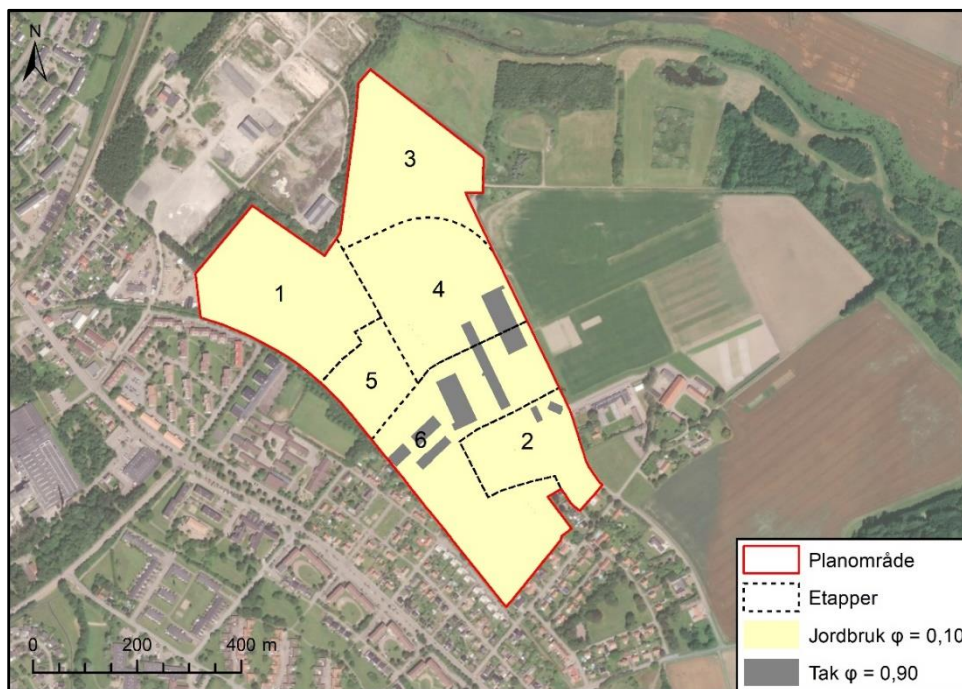 N
3
1
4
5
6
2
0 200 400 m
Planområde
Etapper
Jordbruk φ = 0,10
Tak φ = 0,90